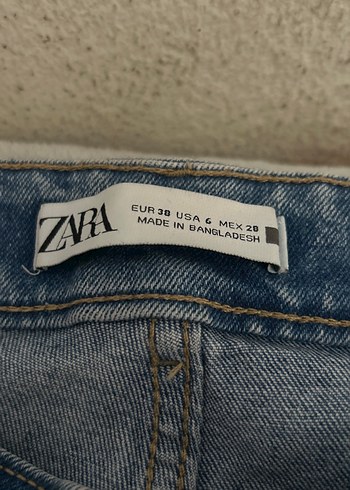 ZARA
EUR 38 USA 6 MEX 28
MADE IN BANGLADESH